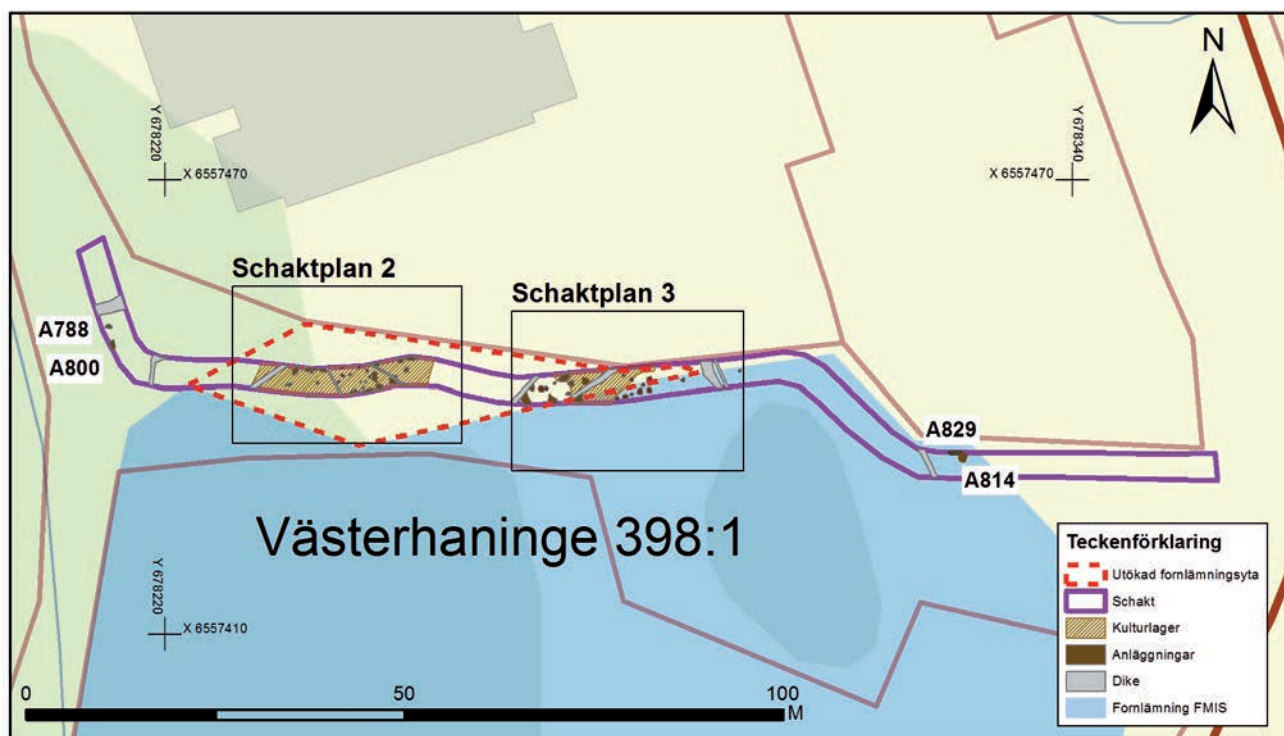 N
Y 678220
X 6557470
Y 678340
X 6557470
Schaktplan 2
Schaktplan 3
A788
A800
A829
A814
Västerhaninge 398:1
Y 678220
X 6557410
0
50
100
M
Teckenförklaring
Utökad fornlämningsyta
Schakt
Kulturlager
Anläggningar
Dike
Fornlämning FMIS